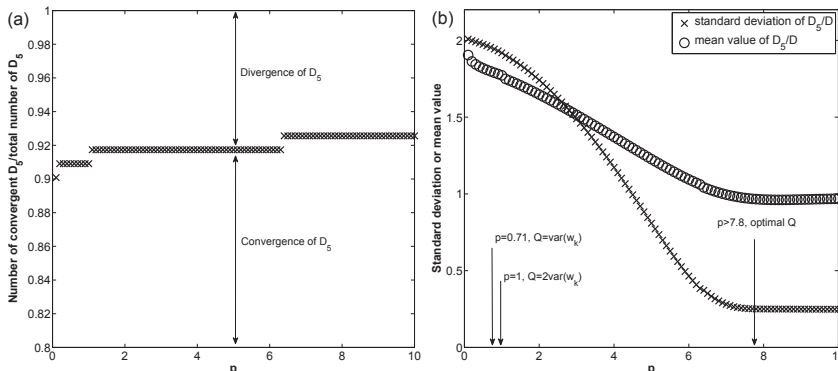 (a)
Number of convergent D5/total number of D5
1
0.98
0.96
0.94
0.92
0.9
0.88
0.86
0.84
0.82
0.8
0 2 4 6 8 10
p
Divergence of D5
Convergence of D5
(b)
Standard deviation or mean value
2
1.5
1
0.5
0
0 2 4 6 8 10
p
× standard deviation of D5/D
○ mean value of D5/D
p=0.71, Q=var(wk)
p=1, Q=2var(wk)
p>7.8, optimal Q